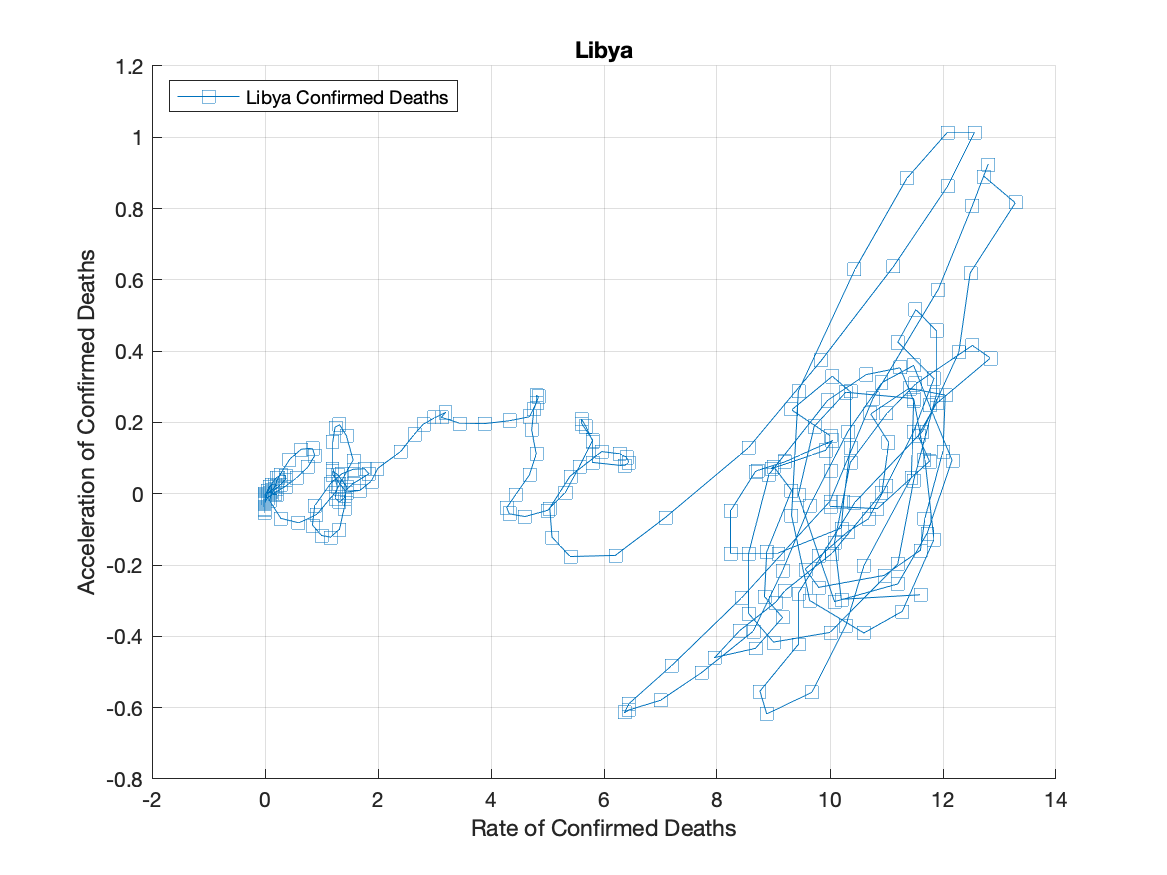 Libya
Libya Confirmed Deaths
1.2
1
0.8
0.6
0.4
0.2
0
-0.2
-0.4
-0.6
-0.8
Acceleration of Confirmed Deaths
-2 0 2 4 6 8 10 12 14
Rate of Confirmed Deaths